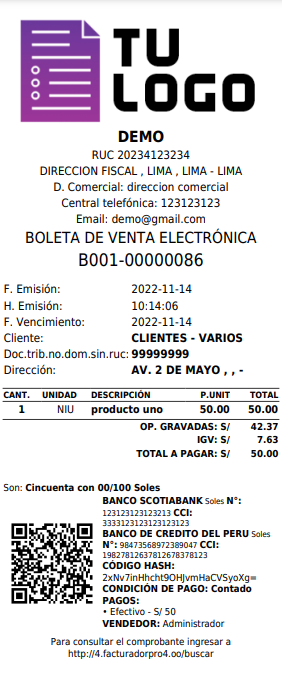 TU
LOGO
DEMO
RUC 20234123234
DIRECCION FISCAL , LIMA , LIMA - LIMA
D. Comercial: direccion comercial
Central telefónica: 123123123
Email: demo@gmail.com
BOLETA DE VENTA ELECTRÓNICA
B001-00000086
F. Emisión: 2022-11-14
H. Emisión: 10:14:06
F. Vencimiento: 2022-11-14
Cliente: CLIENTES - VARIOS
Doc.trib.no.dom.sin.ruc: 99999999
Dirección: AV. 2 DE MAYO , , -
CANT. UNIDAD DESCRIPCIÓN P.UNIT TOTAL
1 NIU producto uno 50.00 50.00
OP. GRAVADAS: S/ 42.37
IGV: S/ 7.63
TOTAL A PAGAR: S/ 50.00
Son: Cincuenta con 00/100 Soles
BANCO SCOTIABANK Soles N°:
123123123123213 CCI:
3333123123123123123
BANCO DE CREDITO DEL PERU Soles
N°: 98473568972389047 CCI:
19827812637812678378123
CÓDIGO HASH:
2xNv7inHhcht9OHJvmHaCVSyoXg=
CONDICIÓN DE PAGO: Contado
PAGOS:
• Efectivo - S/ 50
VENDEDOR: Administrador
Para consultar el comprobante ingresar a
http://4.facturadorpro4.oo/buscar